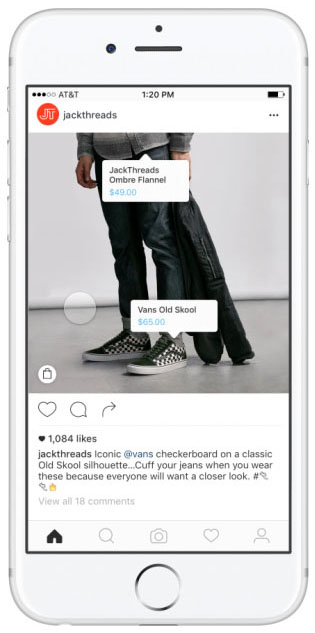 AT&T 1:20 PM
JT jackthreads
JackThreads
Ombre Flannel
$49.00
Vans Old Skool
$65.00
1,084 likes
jackthreads Iconic @vans checkerboard on a classic
Old Skool silhouette...Cuff your jeans when you wear
these because everyone will want a closer look. #👟
👟🔥
View all 18 comments